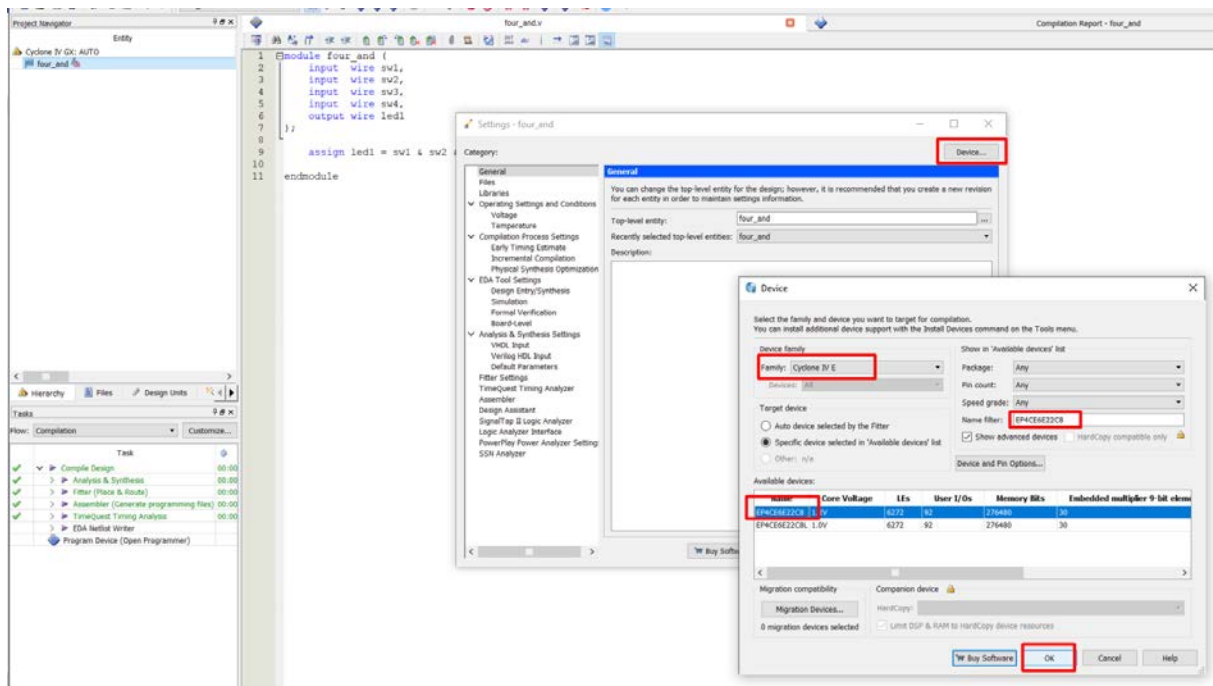 Project Navigator
Entity
Cyclone IV GX: AUTO
four_and
Hierarchy
Files
Design Units
Tasks
Flow: Compilation
Customize...
Task
Compile Design
00:00
Analysis & Synthesis
00:00
Fitter (Place & Route)
00:00
Assembler (Generate programming files)
00:00
TimeQuest Timing Analysis
00:00
EDA Netlist Writer
Program Device (Open Programmer)
four_and.v
Compilation Report - four_and
1 module four_and (
2 input wire sw1,
3 input wire sw2,
4 input wire sw3,
5 input wire sw4,
6 output wire led1
7 );
8
9 assign led1 = sw1 & sw2
10
11 endmodule
Settings - four_and
Category:
Device...
General
Files
Libraries
Operating Settings and Conditions
Voltage
Temperature
Compilation Process Settings
Early Timing Estimate
Incremental Compilation
Physical Synthesis Optimization
EDA Tool Settings
Design Entry/Synthesis
Simulation
Formal Verification
Board-Level
Analysis & Synthesis Settings
VHDL Input
Verilog HDL Input
Default Parameters
Fitter Settings
TimeQuest Timing Analyzer
Assembler
Design Assistant
SignalTap II Logic Analyzer
Logic Analyzer Interface
PowerPlay Power Analyzer Setting
SSN Analyzer
General
You can change the top-level entity for the design; however, it is recommended that you create a new revision
for each entity in order to maintain settings information.
Top-level entity: four_and
...
Recently selected top-level entities: four_and
Description:
Buy Softw
Device
Select the family and device you want to target for compilation.
You can install additional device support with the Install Devices command on the Tools menu.
Device family
Family: Cyclone IV E
Devices: All
Target device
Auto device selected by the Fitter
Specific device selected in 'Available devices' list
Other: n/a
Show in 'Available devices' list
Package: Any
Pin count: Any
Speed grade: Any
Name filter: EP4CE6E22C8
Show advanced devices
HardCopy compatible only
Device and Pin Options...
Available devices:
Name Core Voltage LEs User I/Os Memory Bits Embedded multiplier 9-bit eleme
EP4CE6E22C8 6272 92 276480 30
EP4CE6E22C8L 1.0V 6272 92 276480 30
Migration compatibility
Migration Devices...
0 migration devices selected
Companion device
HardCopy:
Limit DSP & RAM to HardCopy device resources
Buy Software
OK
Cancel
Help